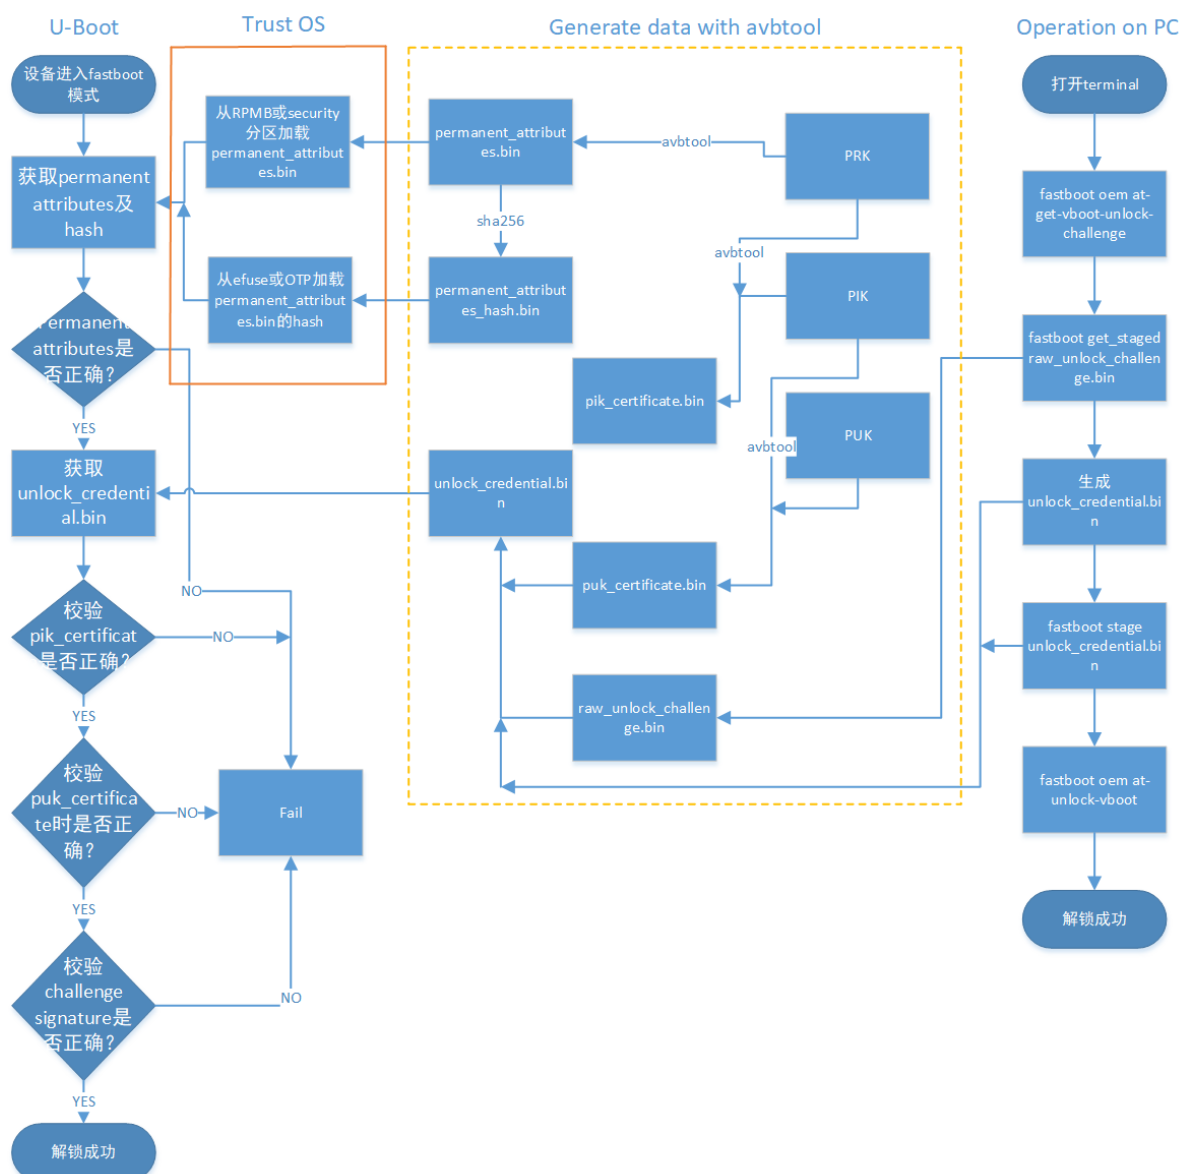 U-Boot
Trust OS
Generate data with avbtool
Operation on PC
设备进入fastboot
模式
获取permanent
attributes及
hash
Permanent
attributes是
否正确?
YES
获取
unlock_credenti
al.bin
校验
pik_certificat
是否正确?
YES
校验
puk_certifica
te时是否正
确?
YES
校验
challenge
signature是
否正确?
YES
解锁成功
从RPMB或security
分区加载
permanent_attribut
es.bin
从efuse或OTP加载
permanent_attribut
es.bin的hash
NO
NO
NO
NO
Fail
permanent_attribut
es.bin
sha256
permanent_attribut
es_hash.bin
avbtool
PRK
avbtool
PIK
pik_certificate.bin
PUK
avbtool
unlock_credential.bi
n
puk_certificate.bin
raw_unlock_challe
nge.bin
打开terminal
fastboot oem at-
get-vboot-unlock-
challenge
fastboot get_staged
raw_unlock_challen
ge.bin
生成
unlock_credential.bi
n
fastboot stage
unlock_credential.bi
n
fastboot oem at-
unlock-vboot
解锁成功